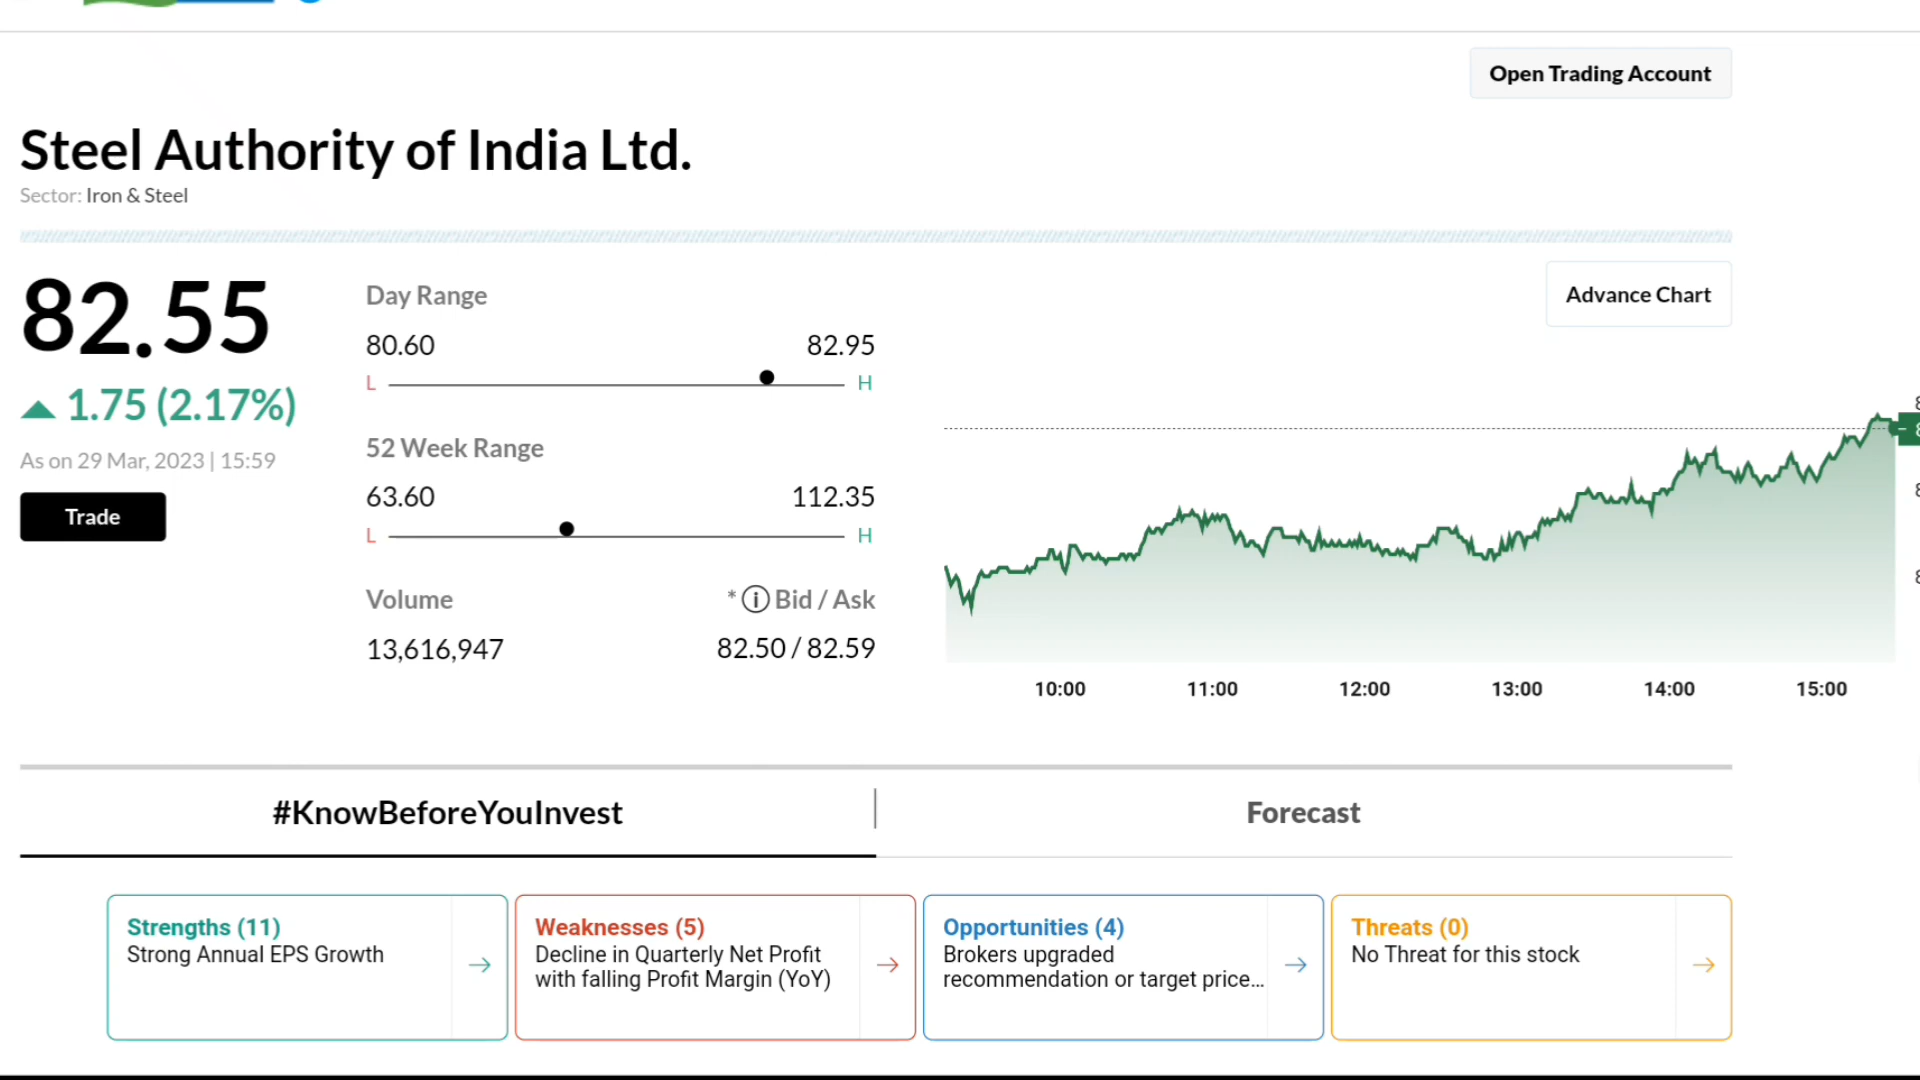 Open Trading Account
Steel Authority of India Ltd.
Sector: Iron & Steel
82.55
1.75 (2.17%)
As on 29 Mar, 2023 | 15:59
Trade
Day Range
80.60 82.95
L H
52 Week Range
63.60 112.35
L H
Volume * i Bid / Ask
13,616,947 82.50 / 82.59
Advance Chart
10:00 11:00 12:00 13:00 14:00 15:00
#KnowBeforeYouInvest
Forecast
Strengths (11)
Strong Annual EPS Growth
Weaknesses (5)
Decline in Quarterly Net Profit
with falling Profit Margin (YoY)
Opportunities (4)
Brokers upgraded
recommendation or target price...
Threats (0)
No Threat for this stock